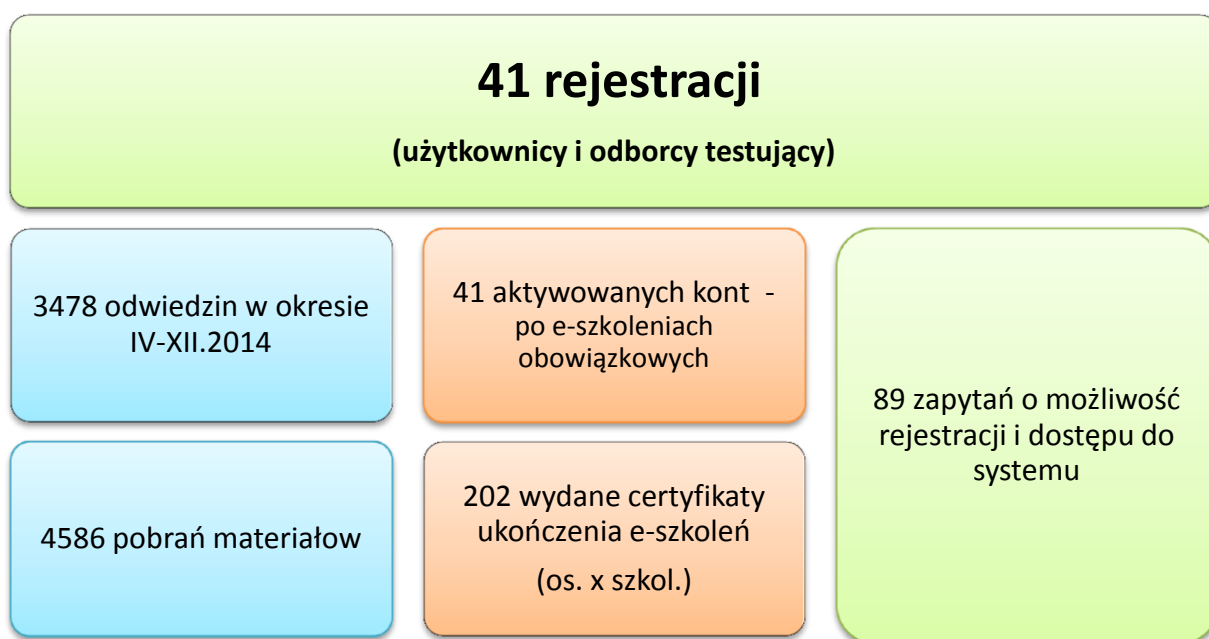 41 rejestracji
(użytkownicy i odborcy testujący)
3478 odwiedzin w okresie
IV-XII.2014
41 aktywowanych kont -
po e-szkoleniach
obowiązkowych
89 zapytań o możliwość
rejestracji i dostępu do
systemu
4586 pobrań materiałow
202 wydane certyfikaty
ukończenia e-szkoleń
(os. x szkol.)